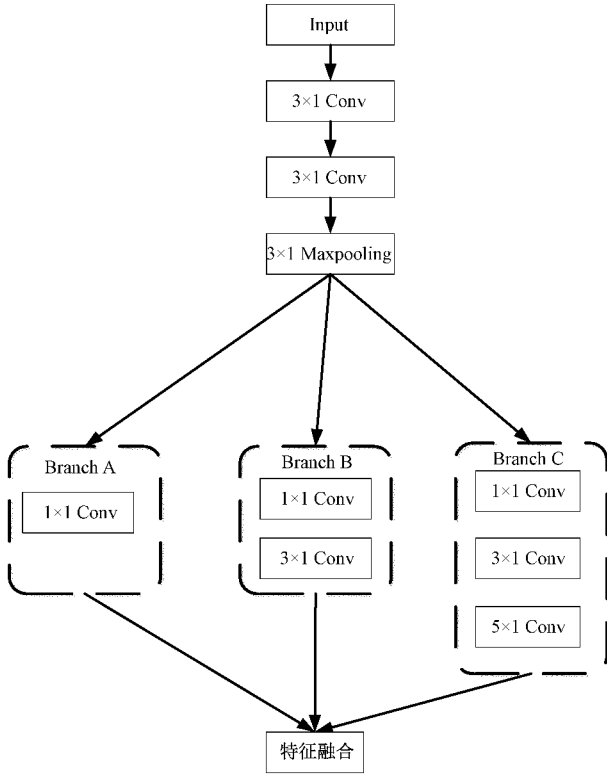 Input
3×1 Conv
3×1 Conv
3×1 Maxpooling
Branch A
1×1 Conv
Branch B
1×1 Conv
3×1 Conv
Branch C
1×1 Conv
3×1 Conv
5×1 Conv
特征融合